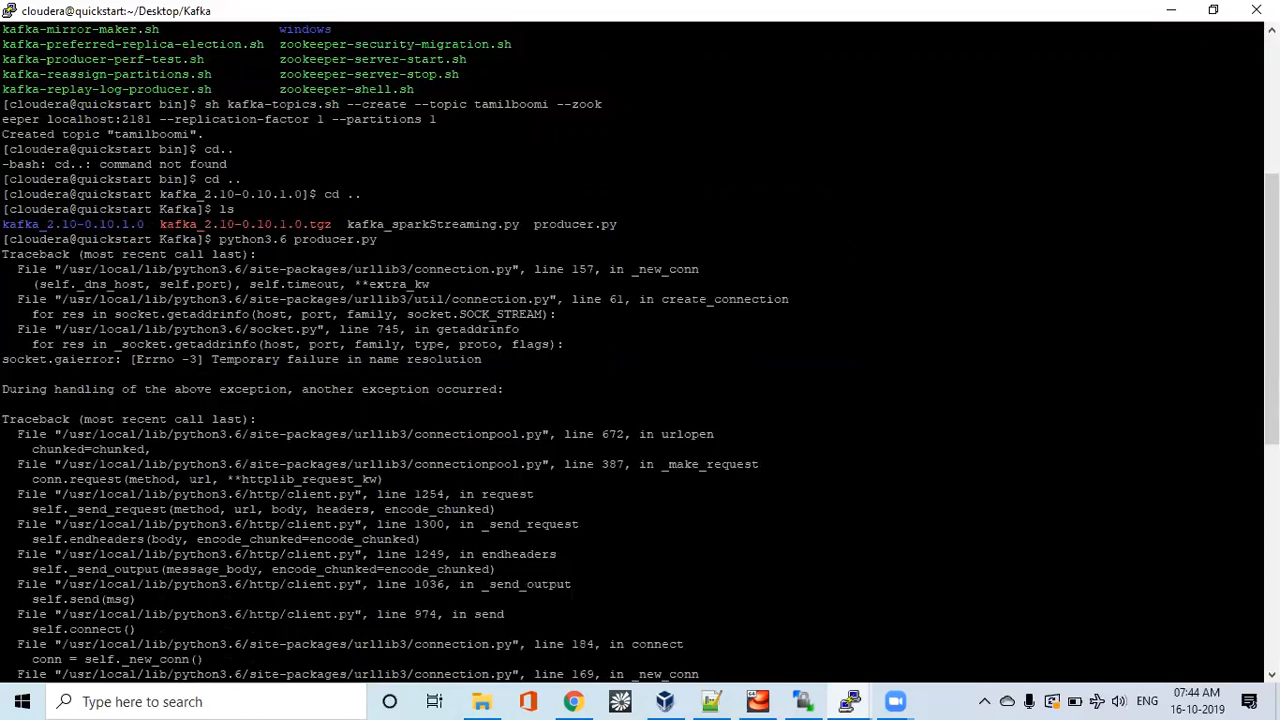 cloudera@quickstart:~/Desktop/Kafka
kafka-mirror-maker.sh windows
kafka-preferred-replica-election.sh zookeeper-security-migration.sh
kafka-producer-perf-test.sh zookeeper-server-start.sh
kafka-reassign-partitions.sh zookeeper-server-stop.sh
kafka-replay-log-producer.sh zookeeper-shell.sh
[cloudera@quickstart bin]$ sh kafka-topics.sh --create --topic tamilboomi --zook
eeper localhost:2181 --replication-factor 1 --partitions 1
Created topic "tamilboomi".
[cloudera@quickstart bin]$ cd..
-bash: cd..: command not found
[cloudera@quickstart bin]$ cd ..
[cloudera@quickstart kafka_2.10-0.10.1.0]$ cd ..
[cloudera@quickstart Kafka]$ ls
kafka_2.10-0.10.1.0 kafka_2.10-0.10.1.0.tgz kafka_sparkStreaming.py producer.py
[cloudera@quickstart Kafka]$ python3.6 producer.py
Traceback (most recent call last):
File "/usr/local/lib/python3.6/site-packages/urllib3/connection.py", line 157, in _new_conn
(self._dns_host, self.port), self.timeout, **extra_kw
File "/usr/local/lib/python3.6/site-packages/urllib3/util/connection.py", line 61, in create_connection
for res in socket.getaddrinfo(host, port, family, socket.SOCK_STREAM):
File "/usr/local/lib/python3.6/socket.py", line 745, in getaddrinfo
for res in _socket.getaddrinfo(host, port, family, type, proto, flags):
socket.gaierror: [Errno -3] Temporary failure in name resolution
During handling of the above exception, another exception occurred:
Traceback (most recent call last):
File "/usr/local/lib/python3.6/site-packages/urllib3/connectionpool.py", line 672, in urlopen
chunked=chunked,
File "/usr/local/lib/python3.6/site-packages/urllib3/connectionpool.py", line 387, in _make_request
conn.request(method, url, **httplib_request_kw)
File "/usr/local/lib/python3.6/http/client.py", line 1254, in request
self._send_request(method, url, body, headers, encode_chunked)
File "/usr/local/lib/python3.6/http/client.py", line 1300, in _send_request
self.endheaders(body, encode_chunked=encode_chunked)
File "/usr/local/lib/python3.6/http/client.py", line 1249, in endheaders
self._send_output(message_body, encode_chunked=encode_chunked)
File "/usr/local/lib/python3.6/http/client.py", line 1036, in _send_output
self.send(msg)
File "/usr/local/lib/python3.6/http/client.py", line 974, in send
self.connect()
File "/usr/local/lib/python3.6/site-packages/urllib3/connection.py", line 184, in connect
conn = self._new_conn()
File "/usr/local/lib/python3.6/site-packages/urllib3/connection.py", line 169, in _new_conn
Type here to search
ENG
07:44 AM
16-10-2019